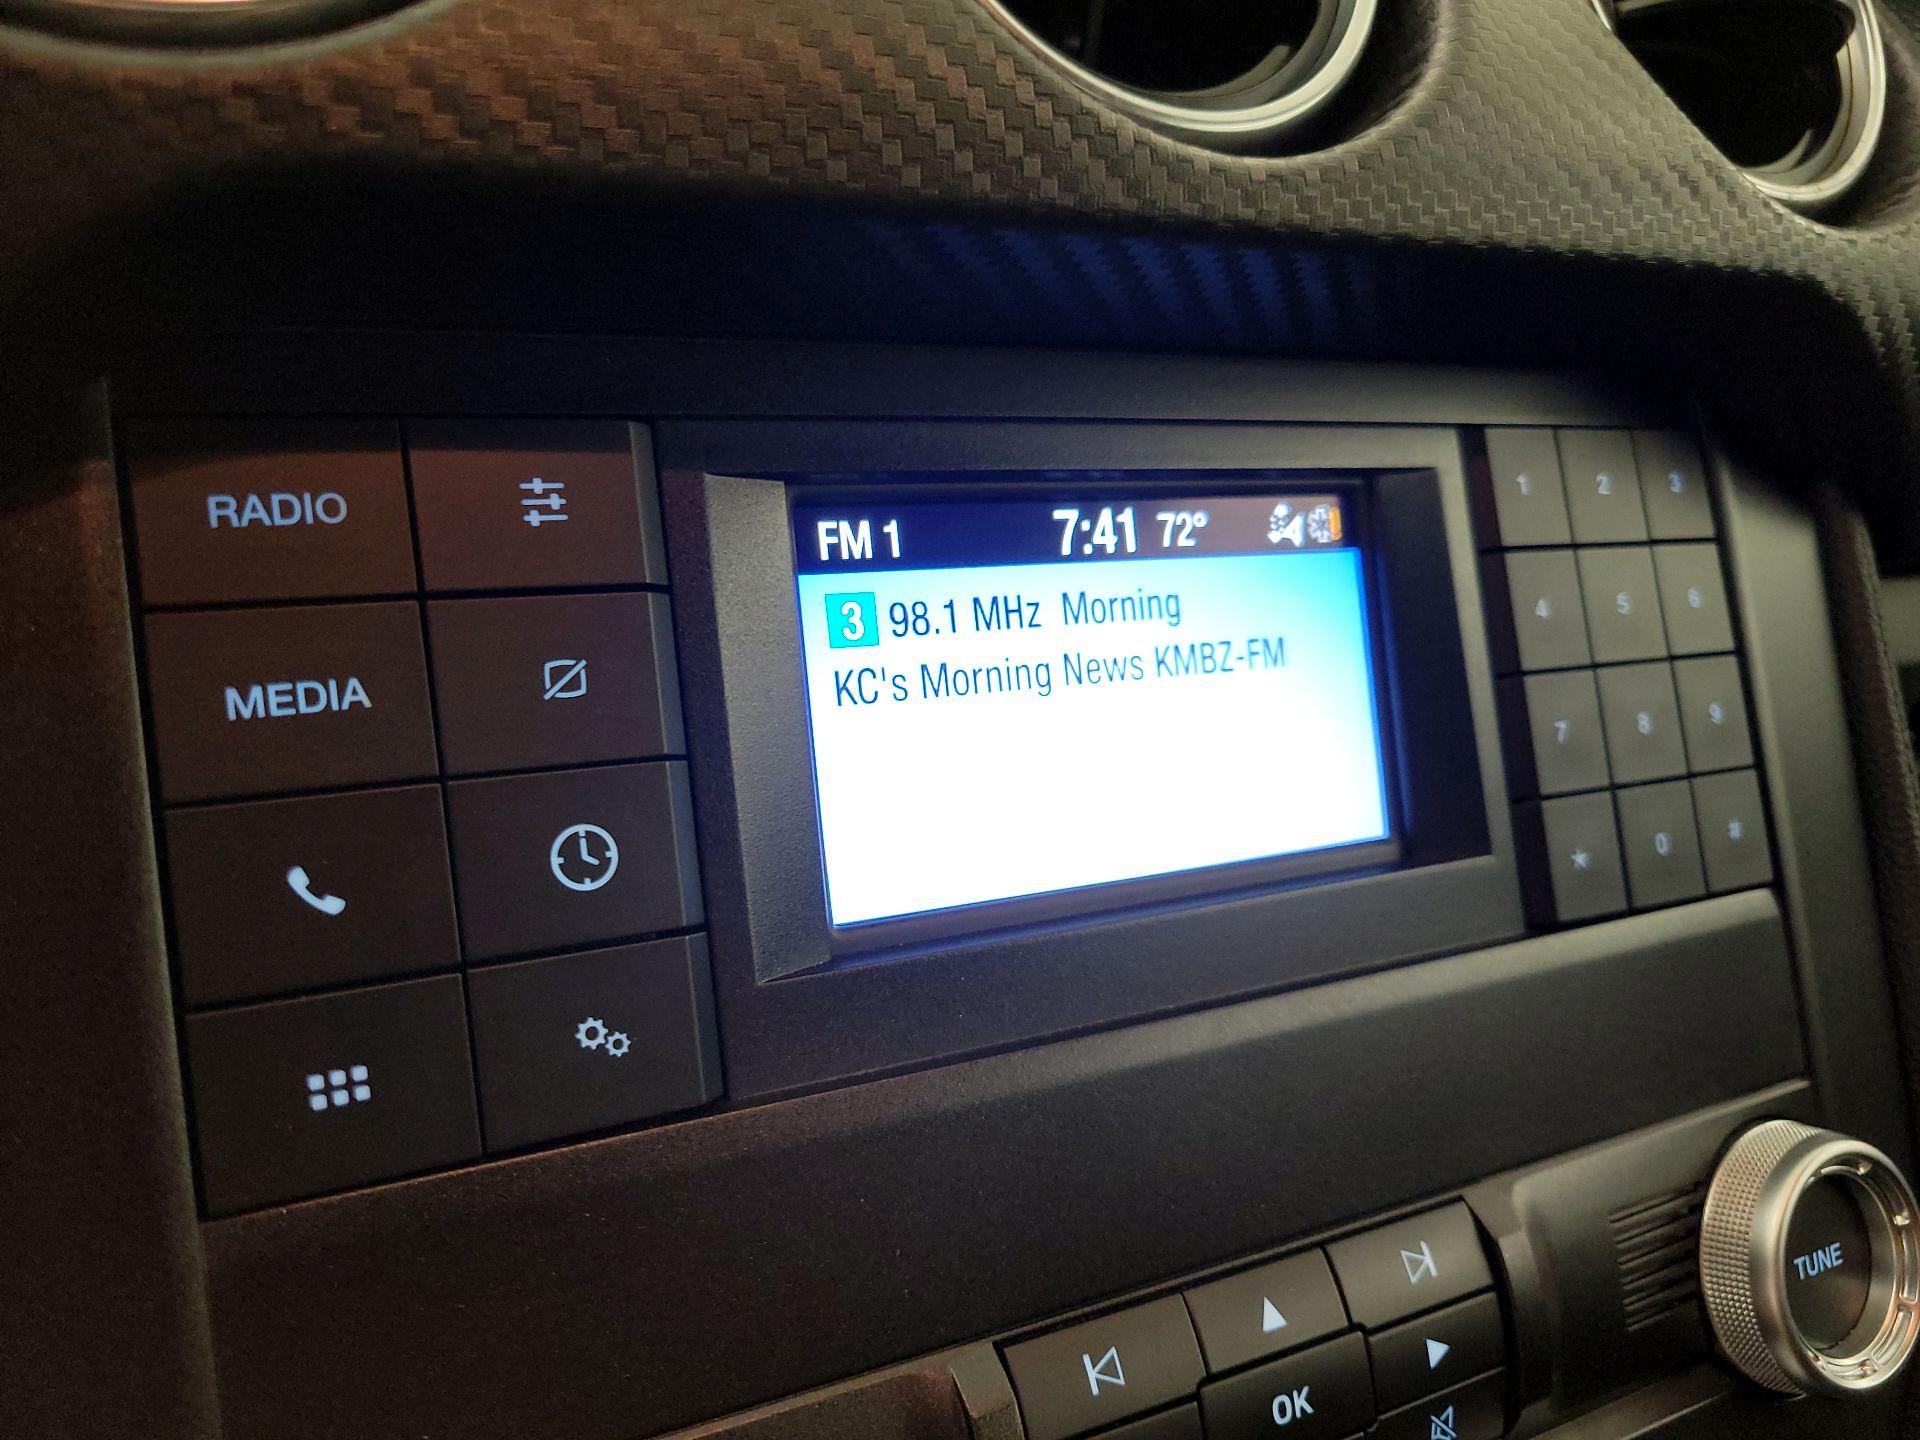 RADIO
MEDIA
FM 1 7:41 72°
3 98.1 MHz Morning
KC's Morning News KMBZ-FM
1 2 3
4 5 6
7 8 9
* 0 #
TUNE
OK